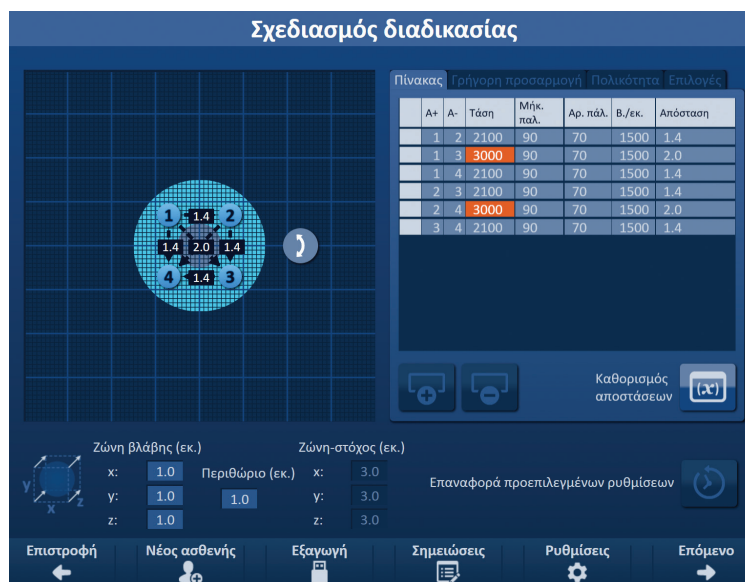 Σχεδιασμός διαδικασίας
Πίνακας Γρήγορη προσαρμογή Πολικότητα Επιλογές
A+ A- Τάση Μήκ. παλ. Αρ. πάλ. Β./εκ. Απόσταση
1 2 2100 90 70 1500 1.4
1 3 3000 90 70 1500 2.0
1 4 2100 90 70 1500 1.4
2 3 2100 90 70 1500 1.4
2 4 3000 90 70 1500 2.0
3 4 2100 90 70 1500 1.4
1 1.4 2
1.4 2.0 1.4
4 1.4 3
Καθορισμός
αποστάσεων
(x)
Ζώνη βλάβης (εκ.) Ζώνη-στόχος (εκ.)
x: 1.0 Περιθώριο (εκ.) x: 3.0
y: 1.0 1.0 y: 3.0
z: 1.0 z: 3.0
y x z
Επαναφορά προεπιλεγμένων ρυθμίσεων
Επιστροφή Νέος ασθενής Εξαγωγή Σημειώσεις Ρυθμίσεις Επόμενο